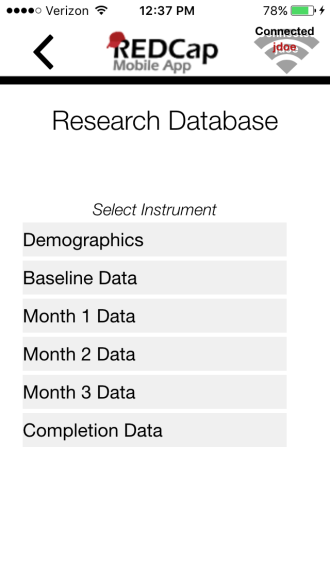 Verizon 12:37 PM 78%
REDCap
Mobile App
Connected
jdoe
Research Database
Select Instrument
Demographics
Baseline Data
Month 1 Data
Month 2 Data
Month 3 Data
Completion Data